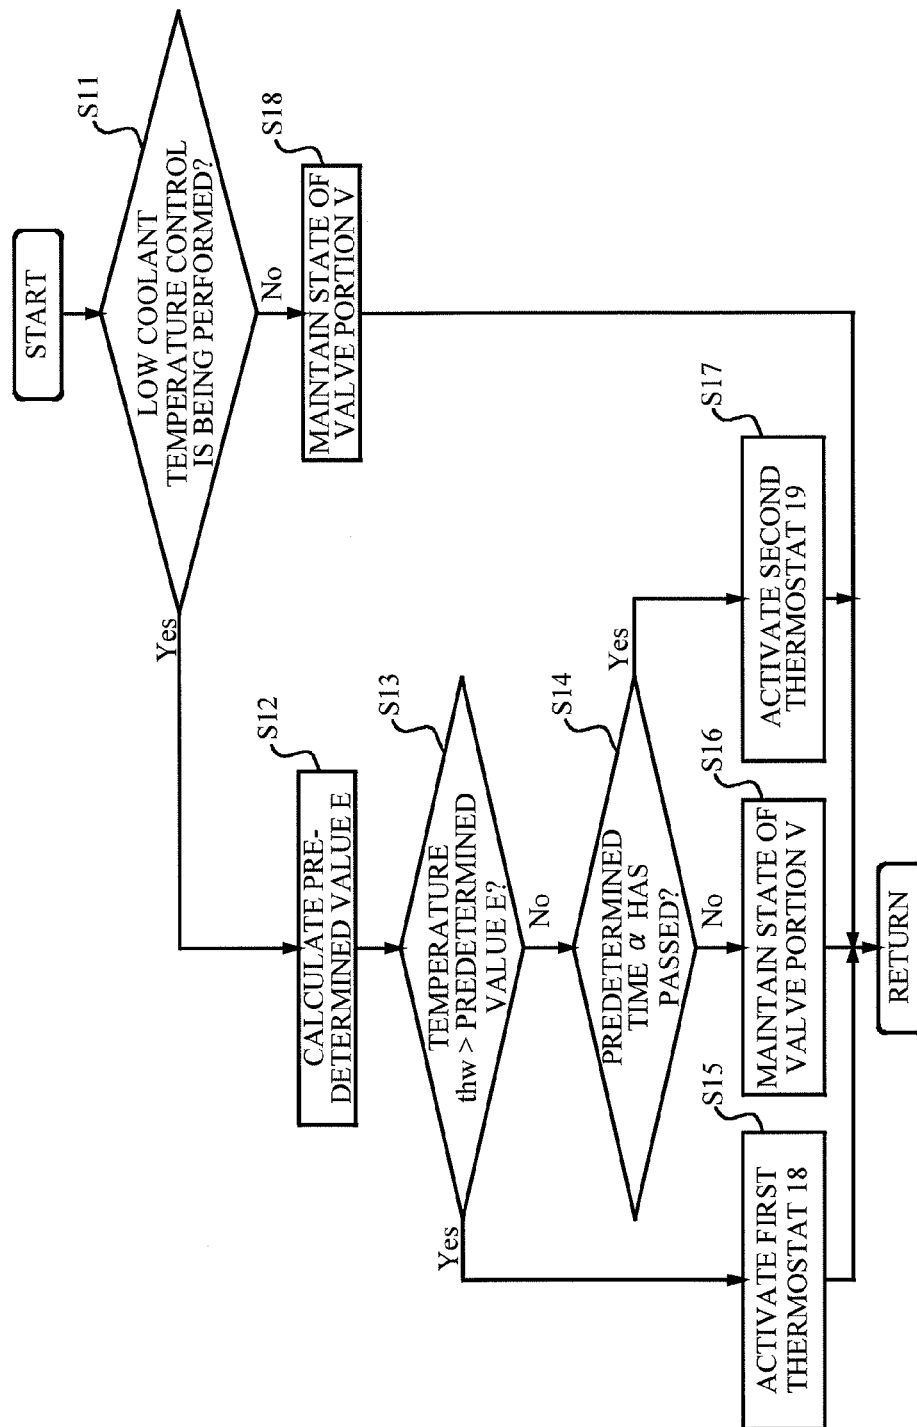 START
S11
LOW COOLANT
TEMPERATURE CONTROL
IS BEING PERFORMED?
Yes
No
S12
CALCULATE PRE-
DETERMINED VALUE E
S18
MAINTAIN STATE OF
VALVE PORTION V
S13
TEMPERATURE
thw > PREDETERMINED
VALUE E?
Yes
No
S14
PREDETERMINED
TIME α HAS
PASSED?
Yes
No
S15
ACTIVATE FIRST
THERMOSTAT 18
S16
MAINTAIN STATE OF
VALVE PORTION V
S17
ACTIVATE SECOND
THERMOSTAT 19
RETURN